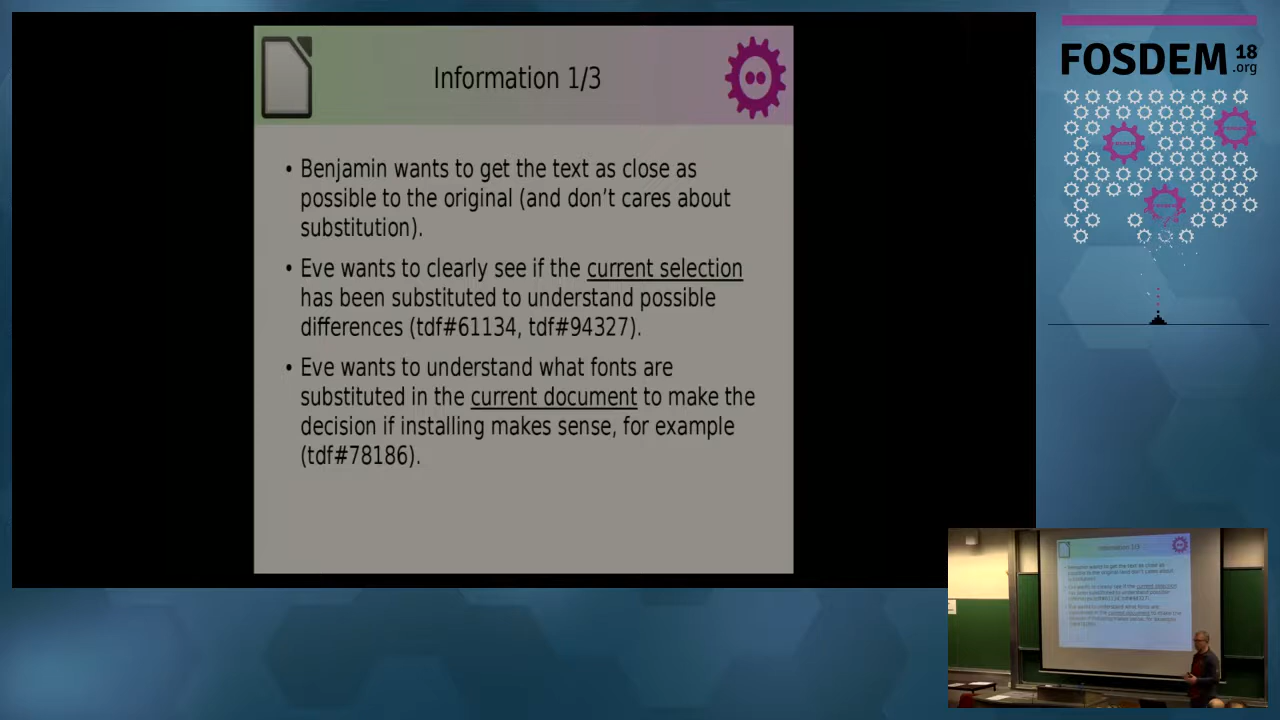 Information 1/3
• Benjamin wants to get the text as close as
possible to the original (and don’t cares about
substitution).
• Eve wants to clearly see if the current selection
has been substituted to understand possible
differences (tdf#61134, tdf#94327).
• Eve wants to understand what fonts are
substituted in the current document to make the
decision if installing makes sense, for example
(tdf#78186).
FOSDEM 18
.org
Information 1/3